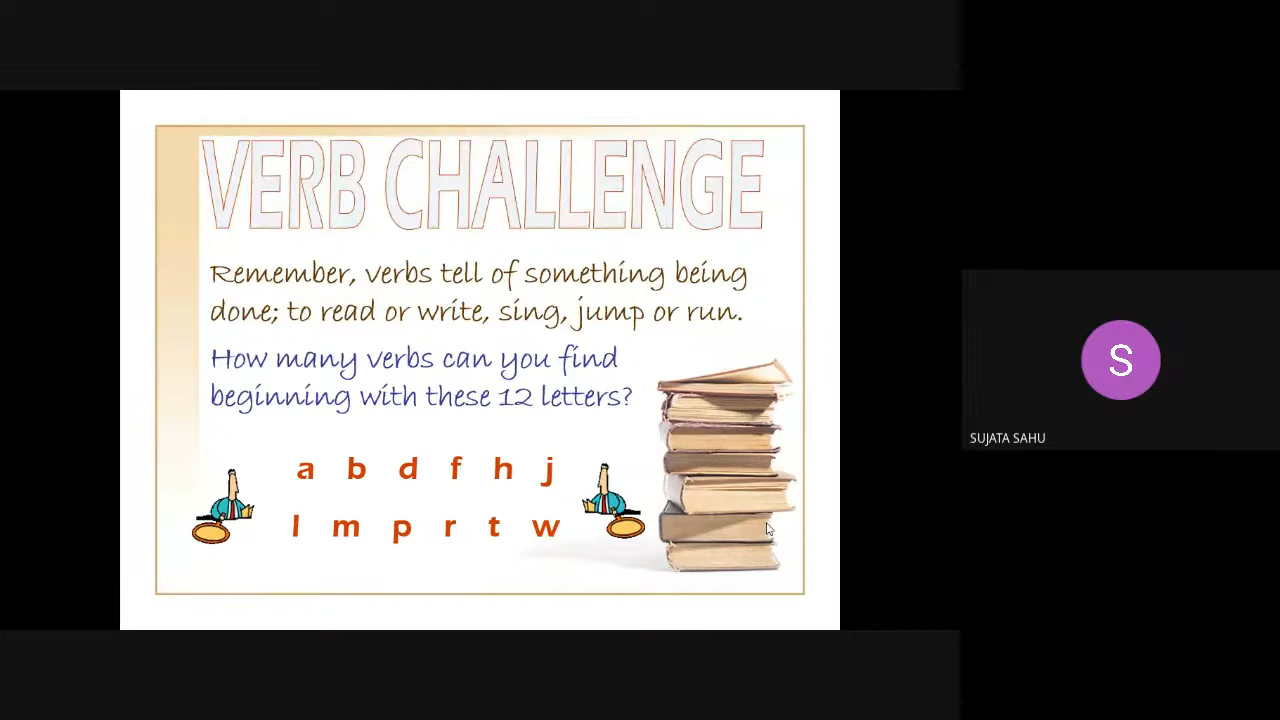 VERB CHALLENGE
Remember, verbs tell of something being
done; to read or write, sing, jump or run.
How many verbs can you find
beginning with these 12 letters?
a b d f h j
l m p r t w
S
SUJATA SAHU